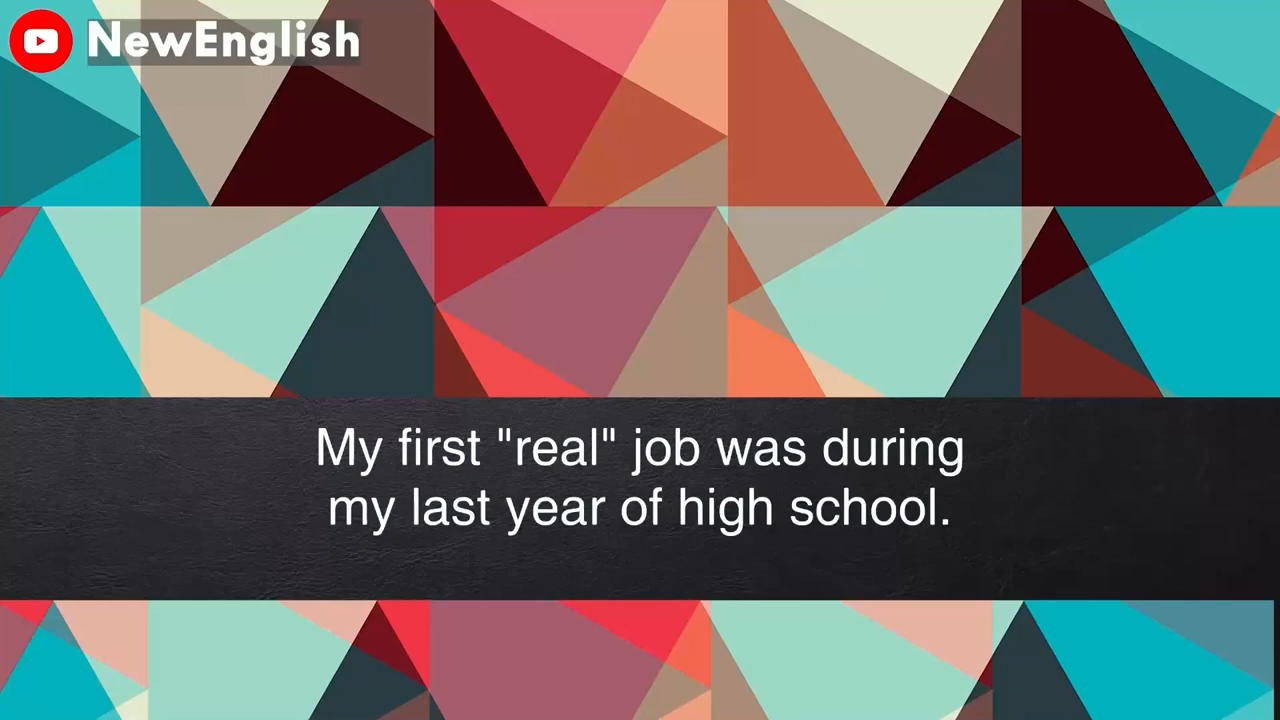 NewEnglish
My first "real" job was during
my last year of high school.